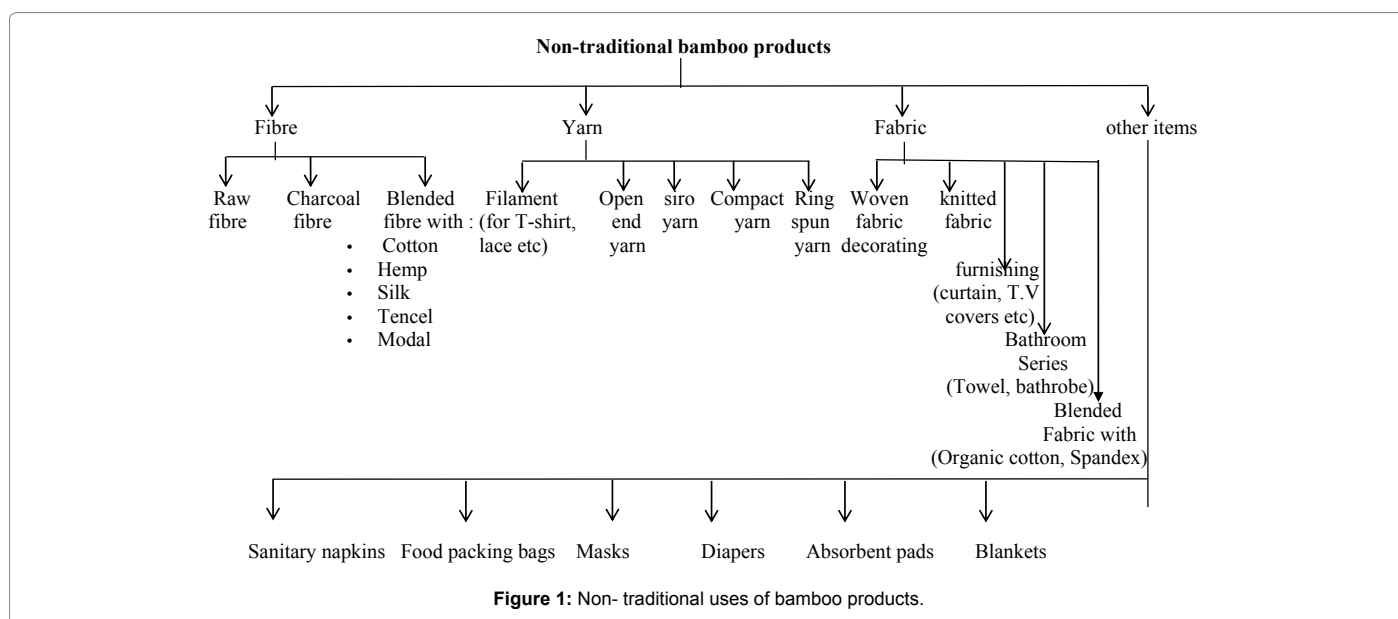 Non-traditional bamboo products
Fibre
Yarn
Fabric
other items
Raw
fibre
Charcoal
fibre
Blended
fibre with :
• Cotton
• Hemp
• Silk
• Tencel
• Modal
Filament
(for T-shirt,
lace etc)
Open
end
yarn
siro
yarn
Compact
yarn
Ring
spun
yarn
Woven
fabric
decorating
knitted
fabric
furnishing
(curtain, T.V
covers etc)
Bathroom
Series
(Towel, bathrobe)
Blended
Fabric with
(Organic cotton, Spandex)
Sanitary napkins
Food packing bags
Masks
Diapers
Absorbent pads
Blankets
Figure 1: Non- traditional uses of bamboo products.